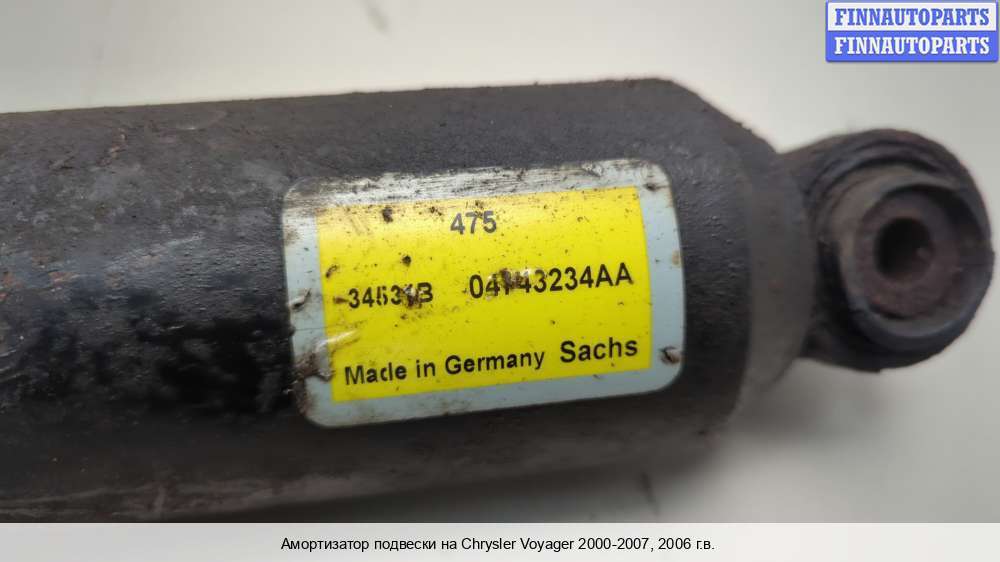 FINNAUTOPARTS
FINNAUTOPARTS
475
Made in Germany Sachs
Амортизатор подвески на Chrysler Voyager 2000-2007, 2006 г.в.